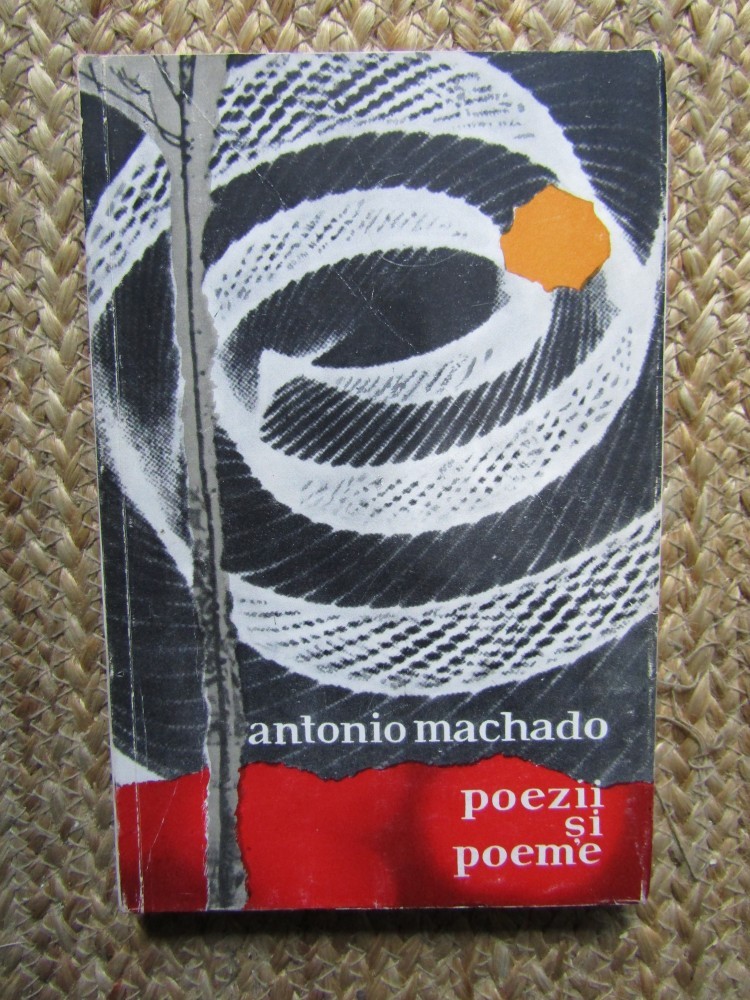 antonio machado
poezii
și
poeme